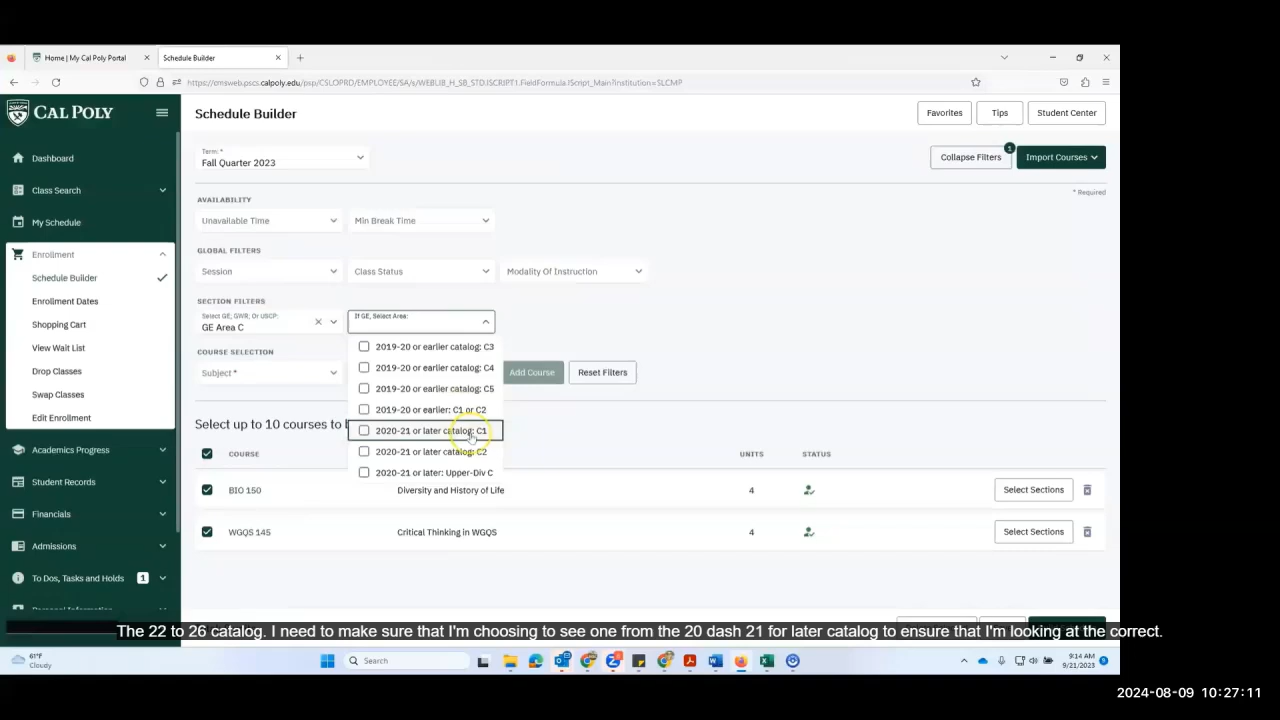 Home | My Cal Poly Portal
Schedule Builder
https://cmsweb.pscs.calpoly.edu/psp/CSLOPRD/EMPLOYEE/SA/s/WEBLIB_H_SB_STD.ISCRIPT1.FieldFormula.IScript_Main?institution=SLCMP
CAL POLY
Schedule Builder
Favorites
Tips
Student Center
Dashboard
Term: *
Fall Quarter 2023
Collapse Filters
1
Import Courses
Class Search
* Required
AVAILABILITY
My Schedule
Unavailable Time
Min Break Time
Enrollment
GLOBAL FILTERS
Schedule Builder
Session
Class Status
Modality Of Instruction
Enrollment Dates
SECTION FILTERS
Shopping Cart
Select GE, GWR, Or USCP:
GE Area C
If GE, Select Area:
View Wait List
2019-20 or earlier catalog: C3
COURSE SELECTION
Drop Classes
Subject *
2019-20 or earlier catalog: C4
Add Course
Reset Filters
Swap Classes
2019-20 or earlier catalog: C5
Edit Enrollment
2019-20 or earlier: C1 or C2
Select up to 10 courses to b
2020-21 or later catalog: C1
Academics Progress
COURSE
2020-21 or later catalog: C2
UNITS
STATUS
2020-21 or later: Upper-Div C
Student Records
BIO 150
Diversity and History of Life
4
Select Sections
Financials
WGQS 145
Critical Thinking in WGQS
4
Select Sections
Admissions
To Dos, Tasks and Holds
1
Personal Information
The 22 to 26 catalog. I need to make sure that I'm choosing to see one from the 20 dash 21 for later catalog to ensure that I'm looking at the correct.
61°F
Cloudy
Search
9:14 AM
9/21/2023
2024-08-09 10:27:11